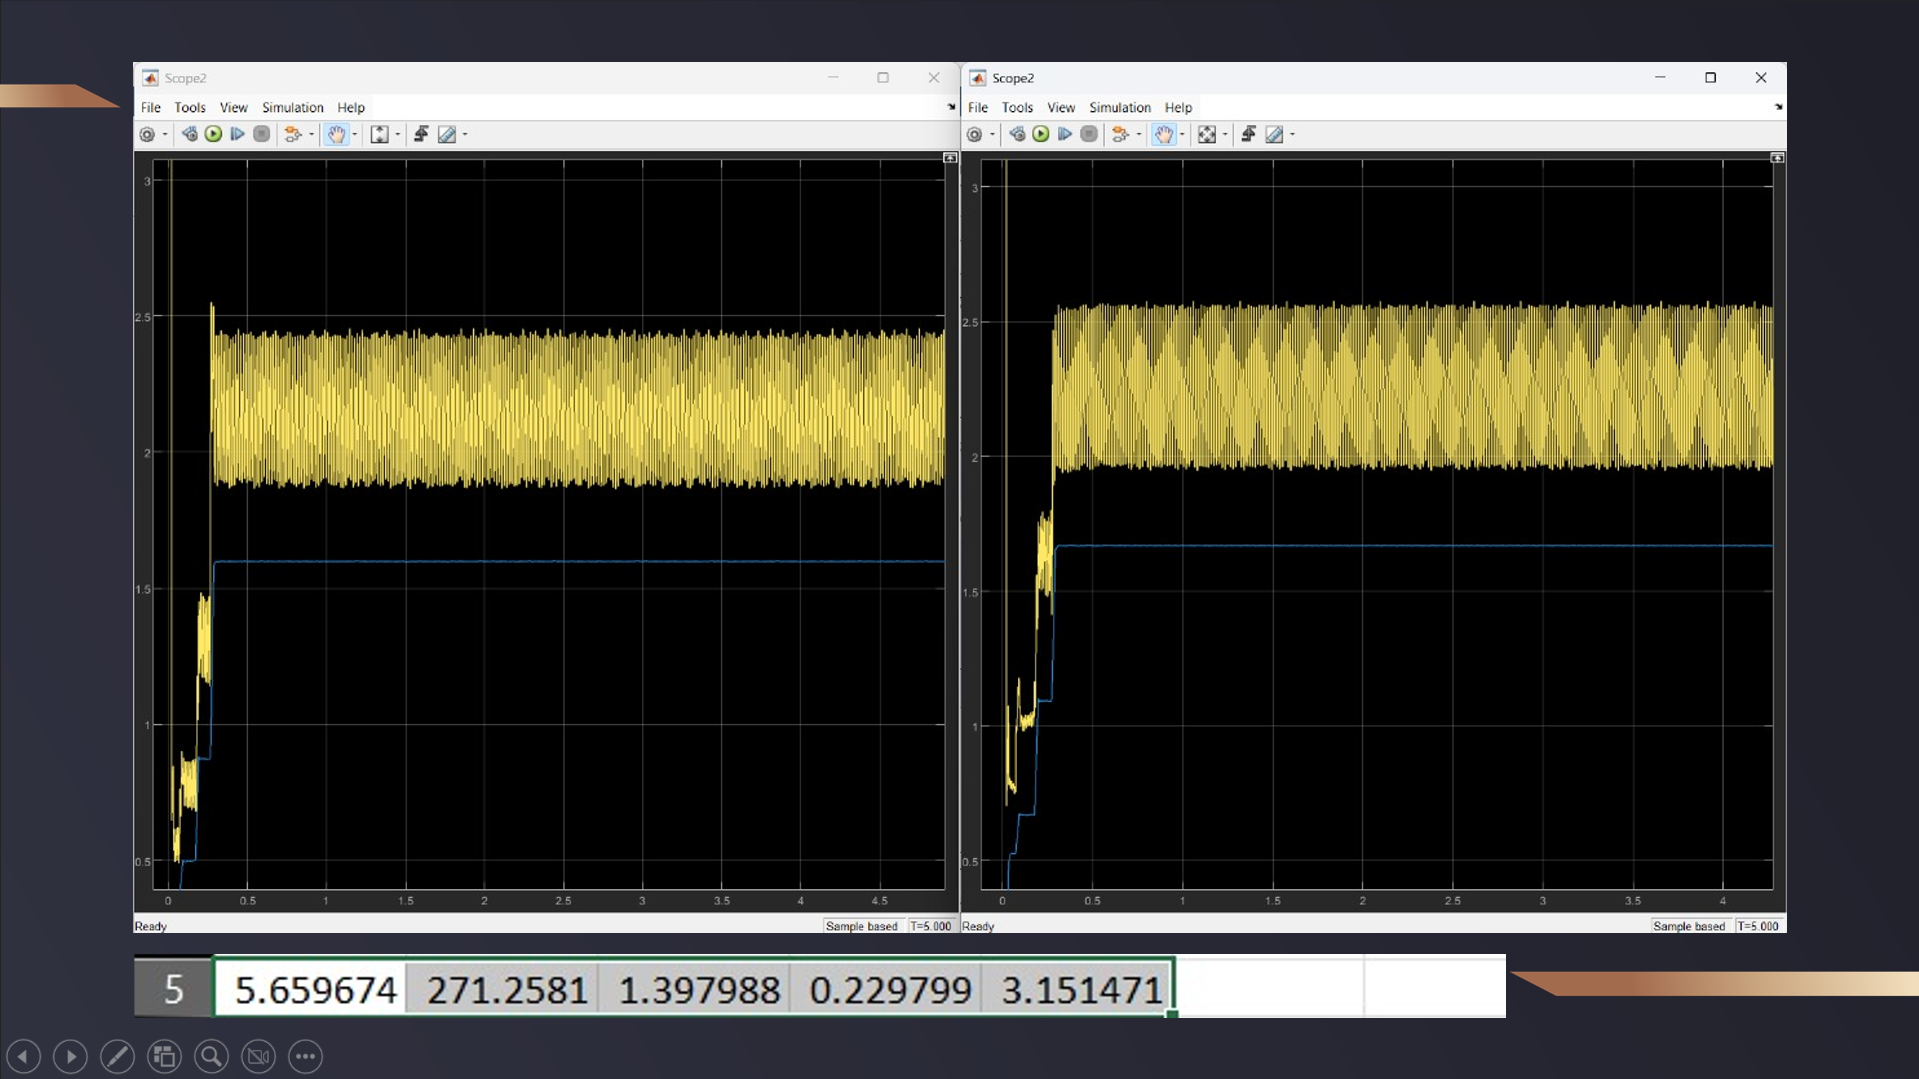 Scope2
File Tools View Simulation Help
3
2.5
2
1.5
1
0.5
0 0.5 1 1.5 2 2.5 3 3.5 4 4.5
Ready Sample based T=5.000
Scope2
File Tools View Simulation Help
3
2.5
2
1.5
1
0.5
0 0.5 1 1.5 2 2.5 3 3.5 4
Ready Sample based T=5.000
5 5.659674 271.2581 1.397988 0.229799 3.151471